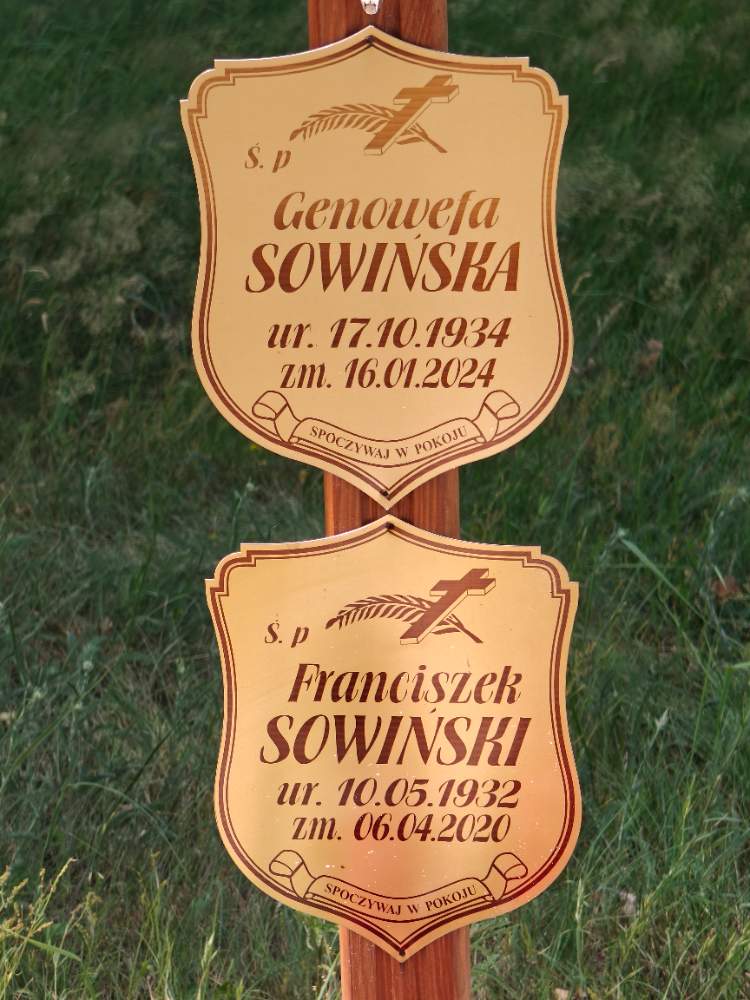 Ś. p
Genowefa
SOWIŃSKA
ur. 17.10.1934
zm. 16.01.2024
SPOCZYWAJ W POKOJU
Ś. p
Franciszek
SOWIŃSKI
ur. 10.05.1932
zm. 06.04.2020
SPOCZYWAJ W POKOJU